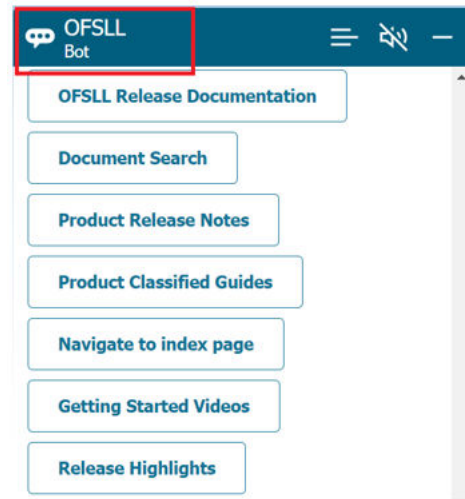 OFSLL
Bot
OFSLL Release Documentation
Document Search
Product Release Notes
Product Classified Guides
Navigate to index page
Getting Started Videos
Release Highlights